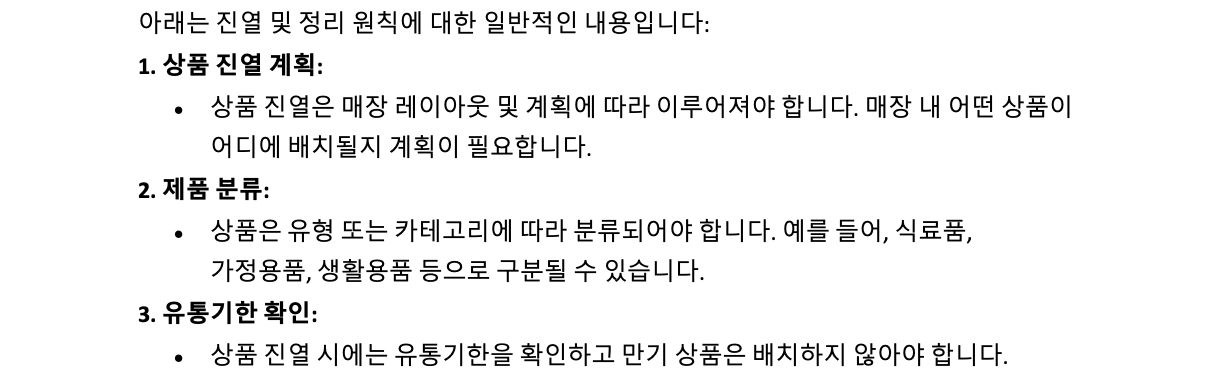 아래는 진열 및 정리 원칙에 대한 일반적인 내용입니다:
1. 상품 진열 계획:
• 상품 진열은 매장 레이아웃 및 계획에 따라 이루어져야 합니다. 매장 내 어떤 상품이
어디에 배치될지 계획이 필요합니다.
2. 제품 분류:
• 상품은 유형 또는 카테고리에 따라 분류되어야 합니다. 예를 들어, 식료품,
가정용품, 생활용품 등으로 구분될 수 있습니다.
3. 유통기한 확인:
• 상품 진열 시에는 유통기한을 확인하고 만기 상품은 배치하지 않아야 합니다.